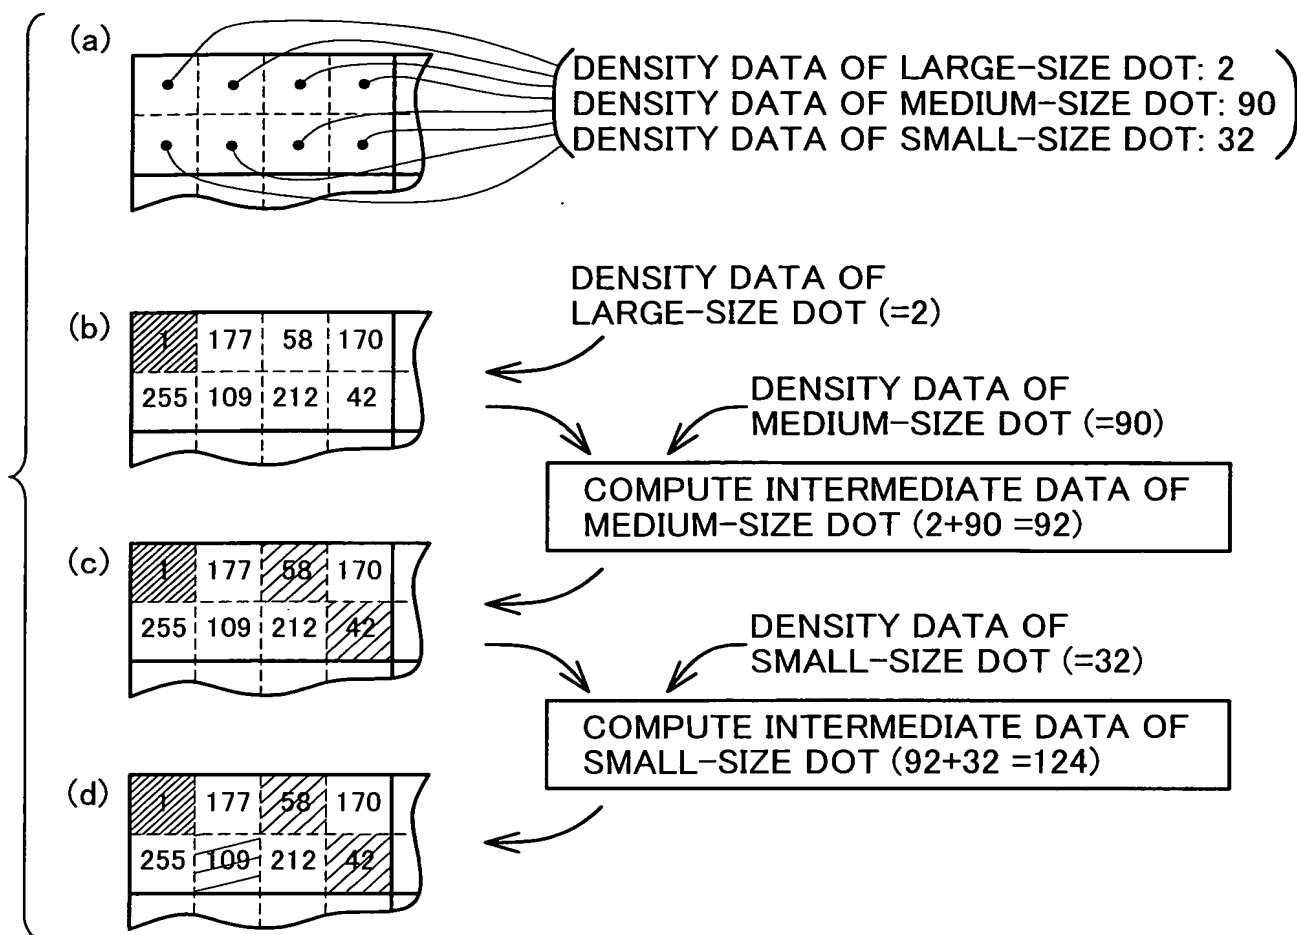 (a)
DENSITY DATA OF LARGE-SIZE DOT: 2
DENSITY DATA OF MEDIUM-SIZE DOT: 90
DENSITY DATA OF SMALL-SIZE DOT: 32
DENSITY DATA OF
LARGE-SIZE DOT (=2)
(b)
1 177 58 170
255 109 212 42
DENSITY DATA OF
MEDIUM-SIZE DOT (=90)
COMPUTE INTERMEDIATE DATA OF
MEDIUM-SIZE DOT (2+90 =92)
(c)
1 177 58 170
255 109 212 42
DENSITY DATA OF
SMALL-SIZE DOT (=32)
COMPUTE INTERMEDIATE DATA OF
SMALL-SIZE DOT (92+32 =124)
(d)
1 177 58 170
255 109 212 42